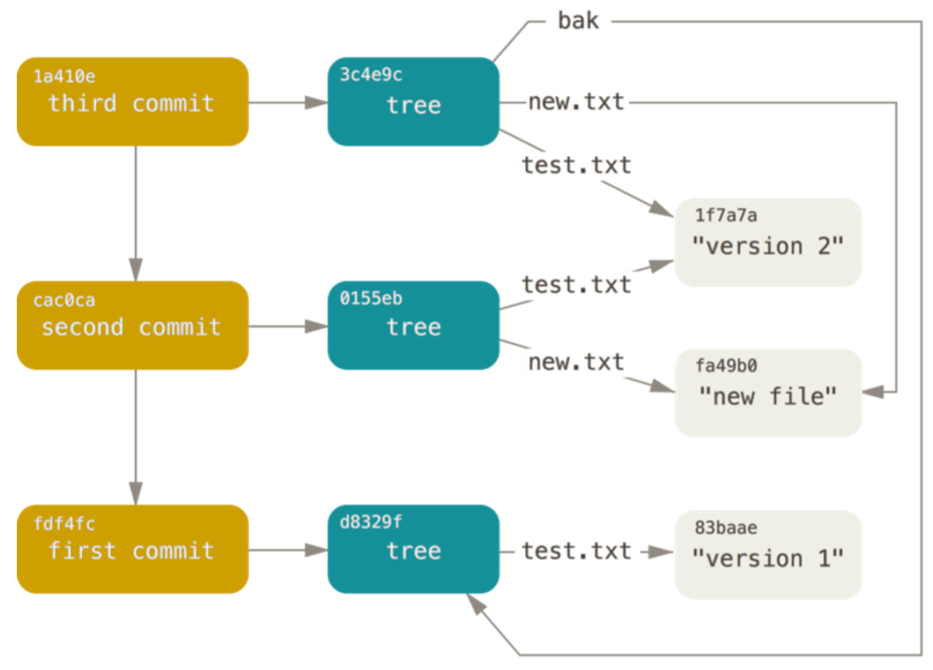 bak
1a410e
third commit
3c4e9c
tree
new.txt
test.txt
1f7a7a
"version 2"
cac0ca
second commit
0155eb
tree
test.txt
new.txt
fa49b0
"new file"
fdf4fc
first commit
d8329f
tree
test.txt
83baae
"version 1"